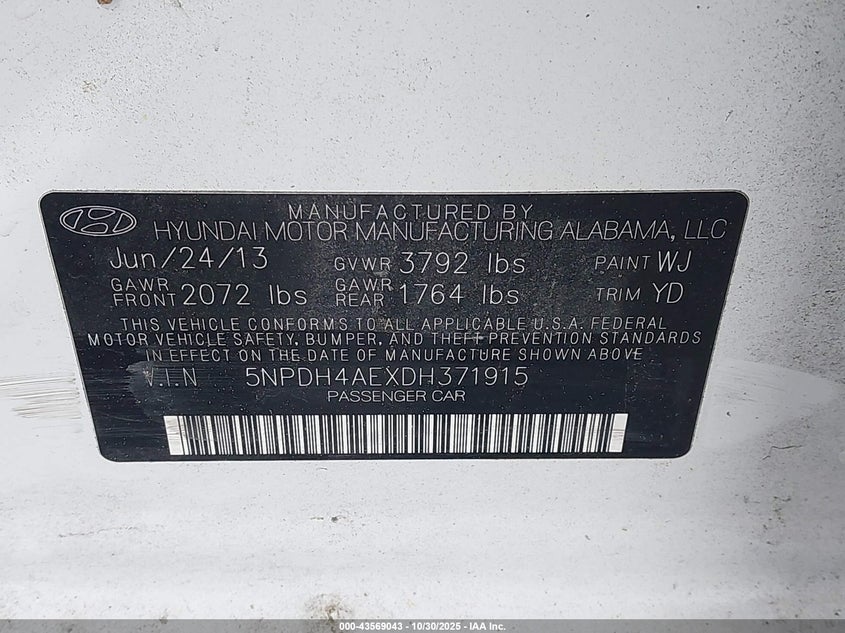 MANUFACTURED BY
HYUNDAI MOTOR MANUFACTURING ALABAMA, LLC
Jun/24/13 GVWR 3792 lbs PAINT WJ
GAWR FRONT 2072 lbs GAWR REAR 1764 lbs TRIM YD
THIS VEHICLE CONFORMS TO ALL APPLICABLE U.S.A. FEDERAL
MOTOR VEHICLE SAFETY, BUMPER, AND THEFT PREVENTION STANDARDS
IN EFFECT ON THE DATE OF MANUFACTURE SHOWN ABOVE
V.I.N 5NPDH4AEXDH371915
PASSENGER CAR
000-43569043 | 10/30/2025 - IAA Inc.